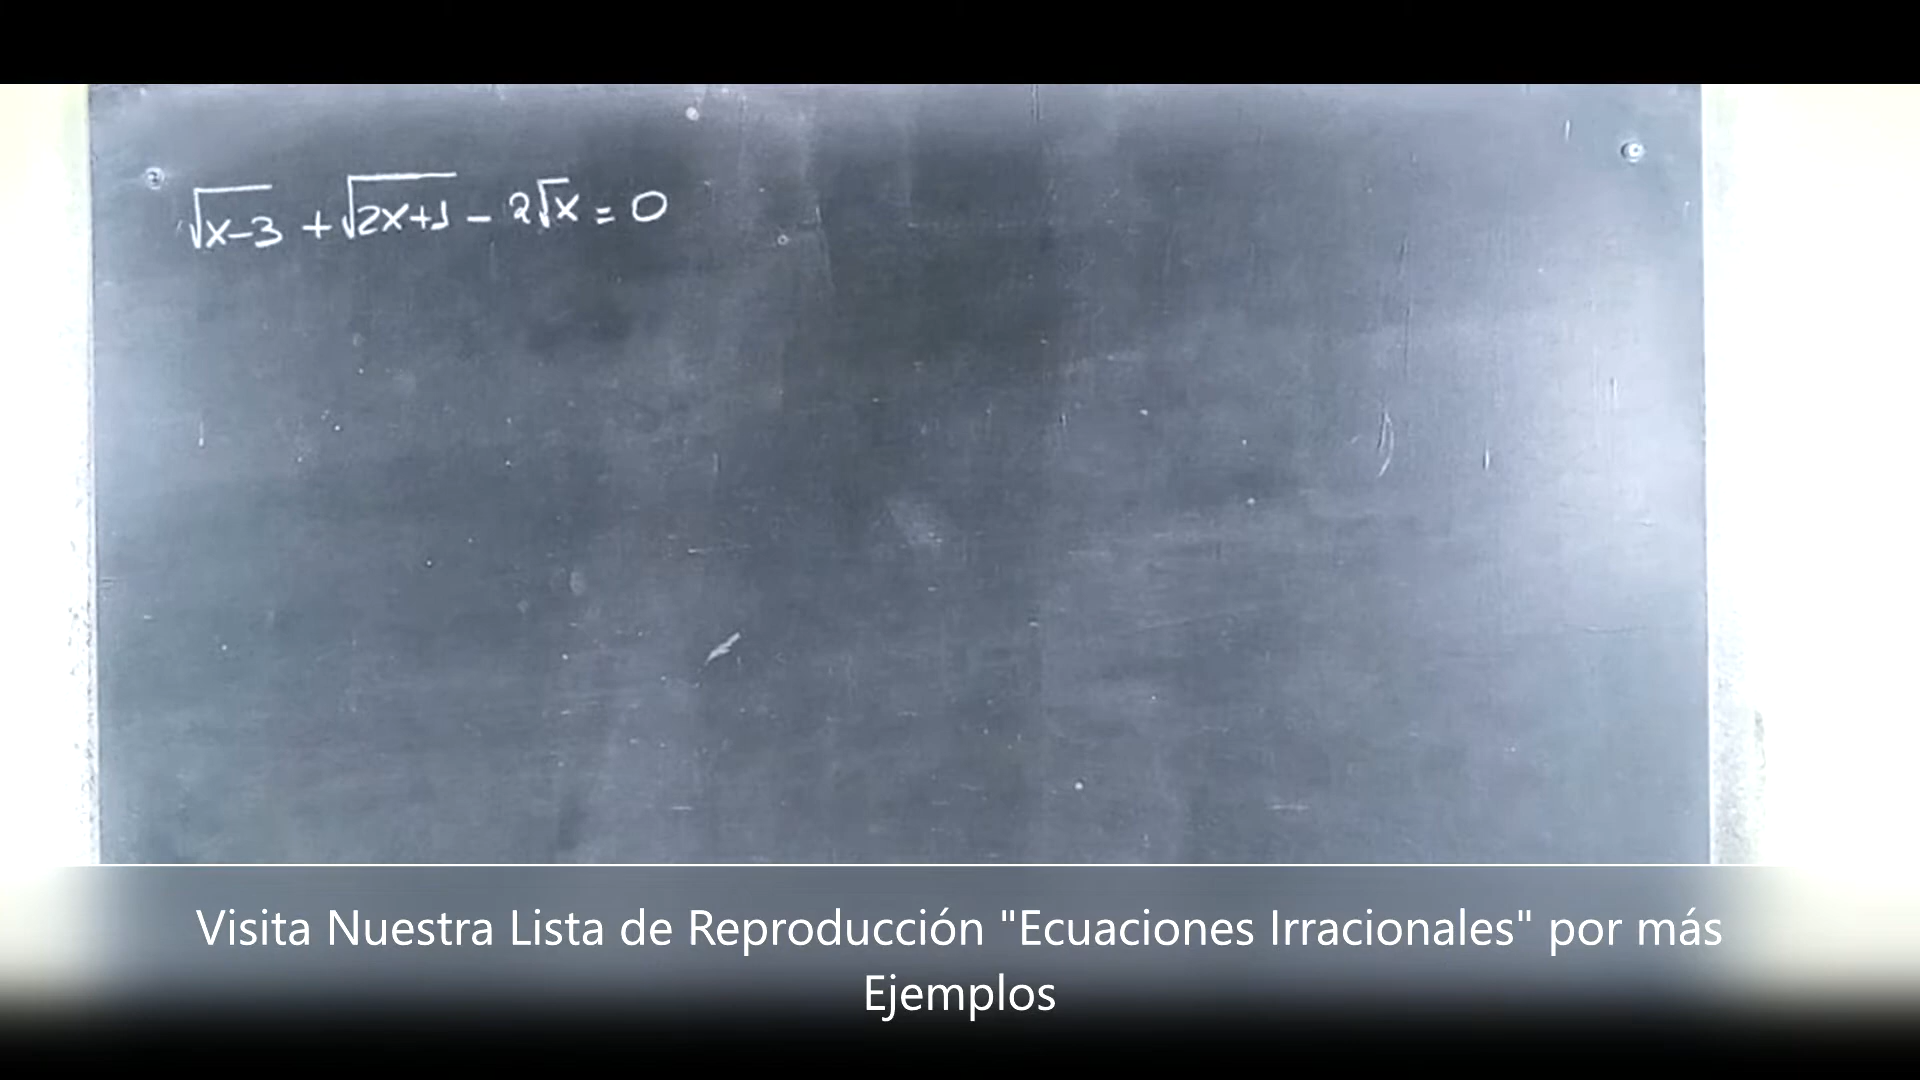 √x-3 + √2x+1 - 2√x = 0
Visita Nuestra Lista de Reproducción "Ecuaciones Irracionales" por más
Ejemplos